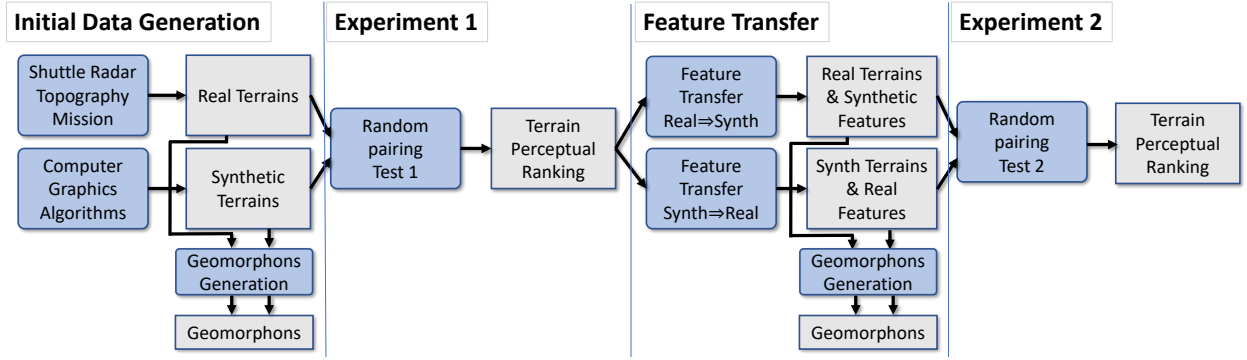 Initial Data Generation
Experiment 1
Feature Transfer
Experiment 2
Shuttle Radar
Topography
Mission
Real Terrains
Computer
Graphics
Algorithms
Synthetic
Terrains
Geomorphons
Generation
Geomorphons
Random
pairing
Test 1
Terrain
Perceptual
Ranking
Feature
Transfer
Real⇒Synth
Real Terrains
& Synthetic
Features
Feature
Transfer
Synth⇒Real
Synth Terrains
& Real
Features
Geomorphons
Generation
Geomorphons
Random
pairing
Test 2
Terrain
Perceptual
Ranking